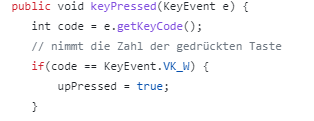 public void keyPressed(KeyEvent e) {
int code = e.getKeyCode();
// nimmt die Zahl der gedrückten Taste
if(code == KeyEvent.VK_W) {
upPressed = true;
}